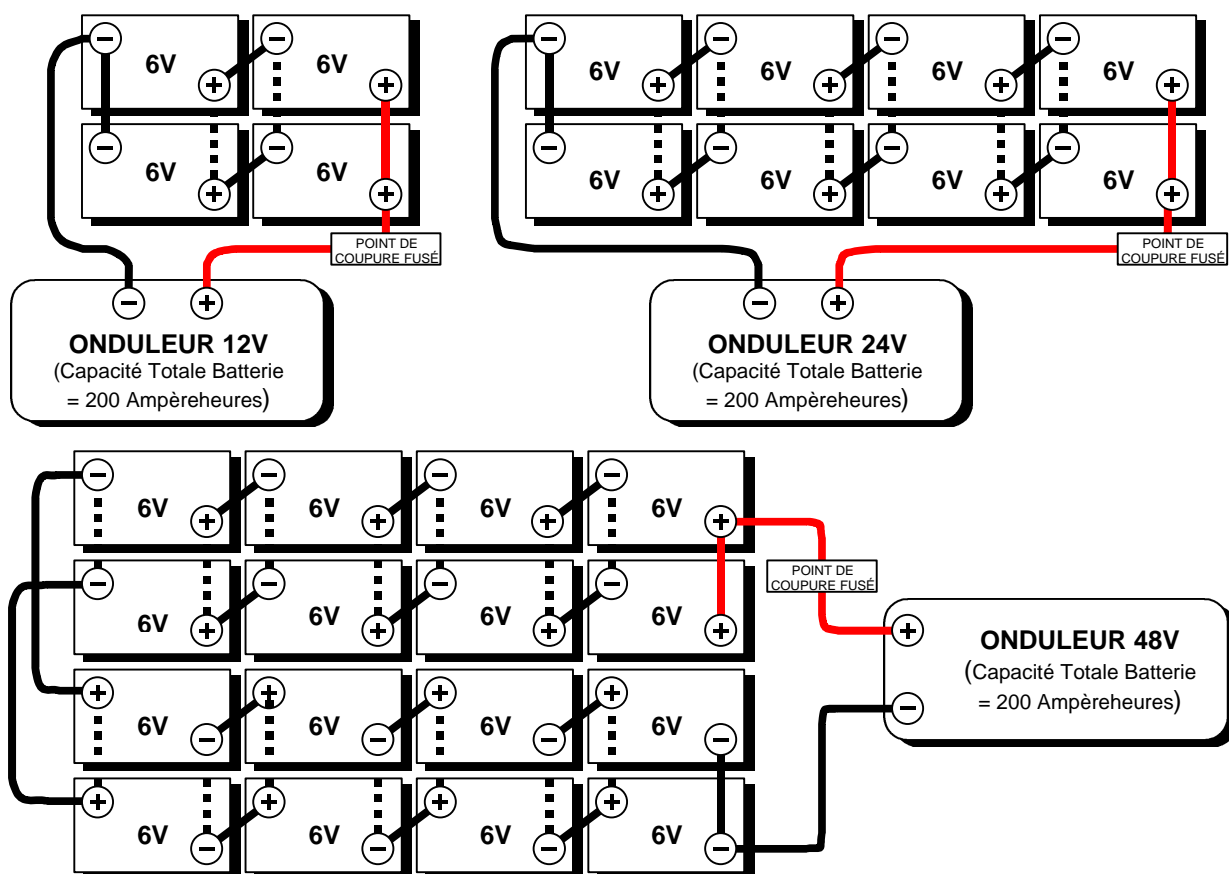 6V 6V
6V 6V
POINT DE
COUPURE FUSÉ
ONDULEUR 12V
(Capacité Totale Batterie
= 200 Ampèreheures)
6V 6V 6V 6V
6V 6V 6V 6V
POINT DE
COUPURE FUSÉ
ONDULEUR 24V
(Capacité Totale Batterie
= 200 Ampèreheures)
6V 6V 6V 6V
6V 6V 6V 6V
6V 6V 6V 6V
6V 6V 6V 6V
POINT DE
COUPURE FUSÉ
ONDULEUR 48V
(Capacité Totale Batterie
= 200 Ampèreheures)